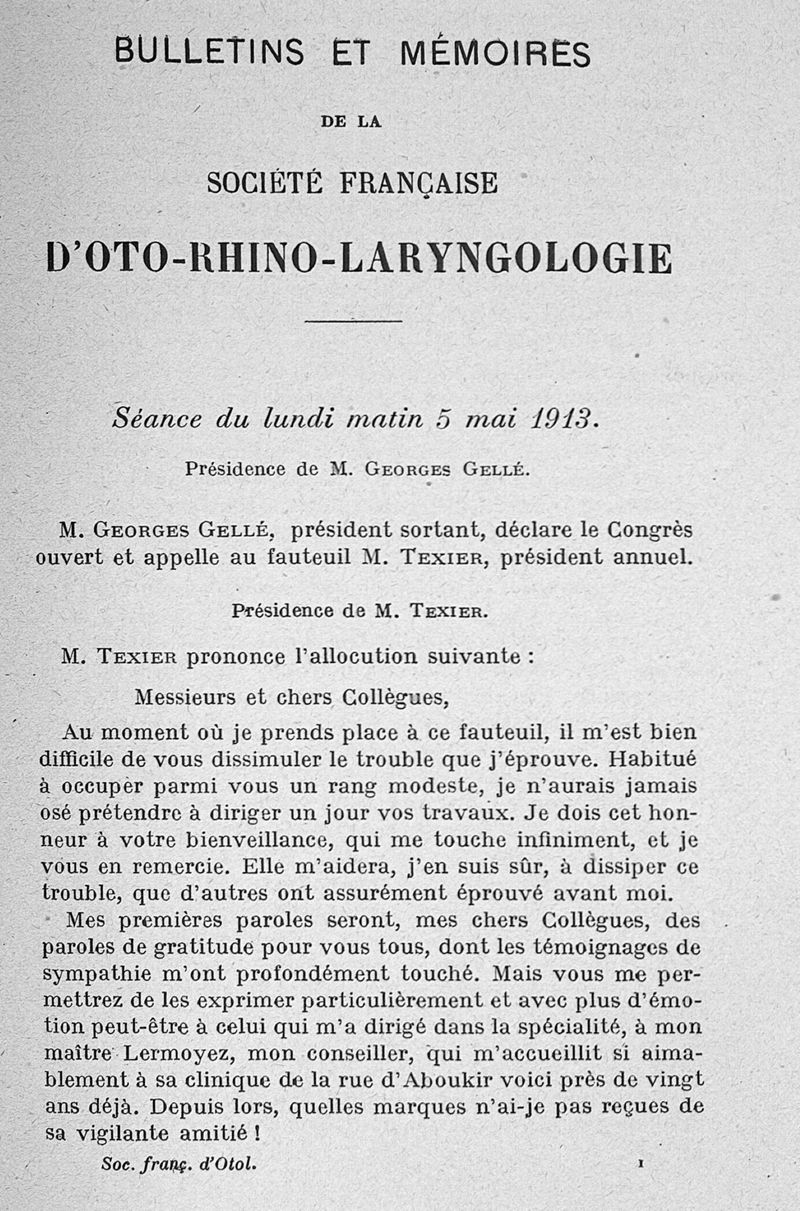 BULLETINS ET MÉMOIRES
DE LA
SOCIÉTÉ FRANÇAISE
D'OTO-RHINO-LARYNGOLOGIE
Séance du lundi matin 5 mai 1913.
Présidence de M. GEORGES GELLÉ.
M. GEORGES GELLÉ, président sortant, déclare le Congrès
ouvert et appelle au fauteuil M. TEXIER, président annuel.
Présidence de M. TEXIER.
M. TEXIER prononce l'allocution suivante :
Messieurs et chers Collègues,
Au moment où je prends place à ce fauteuil, il m'est bien
difficile de vous dissimuler le trouble que j'éprouve. Habitué
à occuper parmi vous un rang modeste, je n'aurais jamais
osé prétendre à diriger un jour vos travaux. Je dois cet hon-
neur à votre bienveillance, qui me touche infiniment, et je
vous en remercie. Elle m'aidera, j'en suis sûr, à dissiper ce
trouble, que d'autres ont assurément éprouvé avant moi.
Mes premières paroles seront, mes chers Collègues, des
paroles de gratitude pour vous tous, dont les témoignages de
sympathie m'ont profondément touché. Mais vous me per-
mettrez de les exprimer particulièrement et avec plus d'émo-
tion peut-être à celui qui m'a dirigé dans la spécialité, à mon
maître Lermoyez, mon conseiller, qui m'accueillit si aima-
blement à sa clinique de la rue d'Aboukir voici près de vingt
ans déjà. Depuis lors, quelles marques n'ai-je pas reçues de
sa vigilante amitié !
Soc. franç. d'Otol.
1